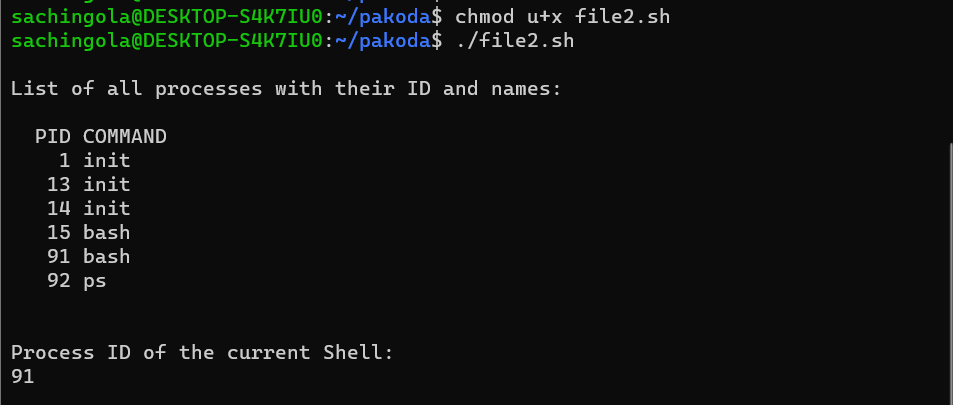 sachingola@DESKTOP-S4K7IU0:~/pakoda$ chmod u+x file2.sh
sachingola@DESKTOP-S4K7IU0:~/pakoda$ ./file2.sh
List of all processes with their ID and names:
PID COMMAND
1 init
13 init
14 init
15 bash
91 bash
92 ps
Process ID of the current Shell:
91